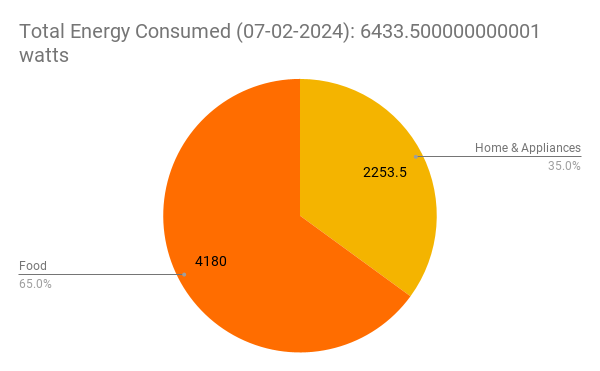 Total Energy Consumed (07-02-2024): 6433.500000000001
watts
Home & Appliances
35.0%
2253.5
4180
Food
65.0%